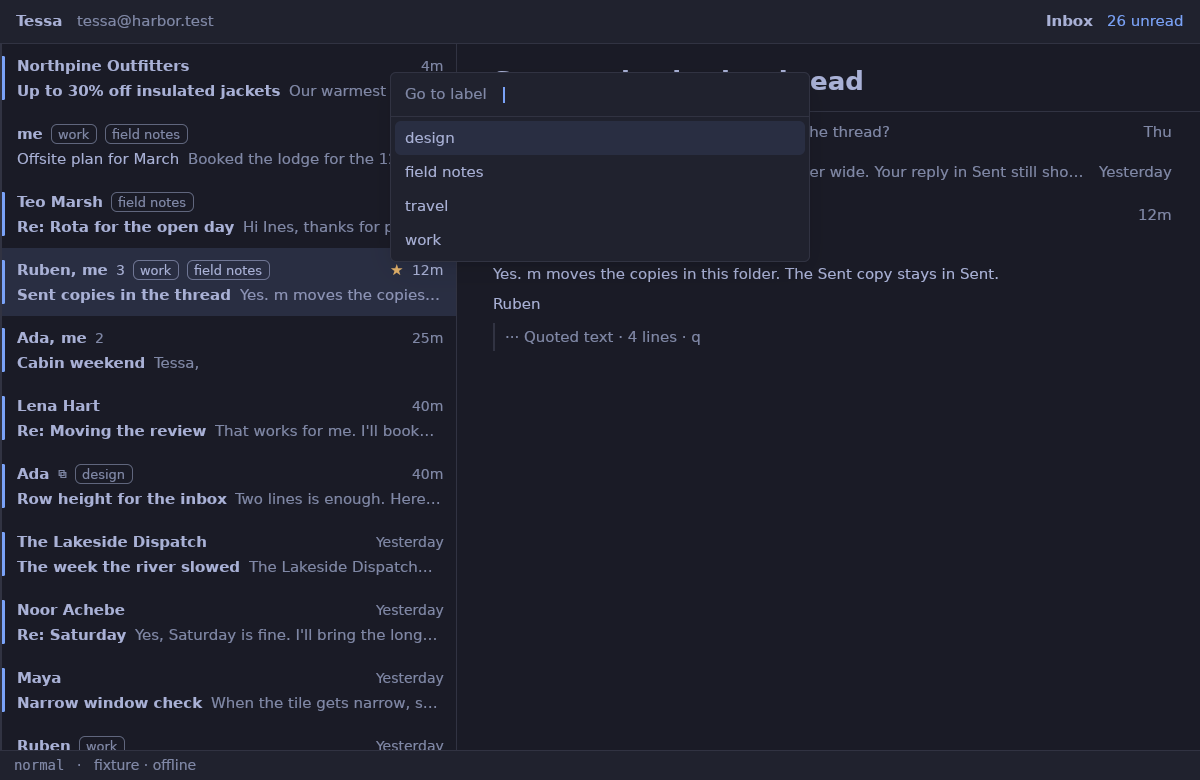 Tessa tessa@harbor.test
Inbox 26 unread
Northpine Outfitters 4m
Up to 30% off insulated jackets Our warmest
me work field notes
Offsite plan for March Booked the lodge for the
Teo Marsh field notes
Re: Rota for the open day Hi Ines, thanks for
Ruben, me 3 work field notes ★ 12m
Sent copies in the thread Yes. m moves the copies…
Ada, me 2 25m
Cabin weekend Tessa,
Lena Hart 40m
Re: Moving the review That works for me. I'll book…
Ada design 40m
Row height for the inbox Two lines is enough. Here…
The Lakeside Dispatch Yesterday
The week the river slowed The Lakeside Dispatch…
Noor Achebe Yesterday
Re: Saturday Yes, Saturday is fine. I'll bring the long…
Maya Yesterday
Narrow window check When the tile gets narrow, s…
Ruben work Yesterday
Go to label
design
field notes
travel
work
he thread? Thu
er wide. Your reply in Sent still sho… Yesterday
12m
Yes. m moves the copies in this folder. The Sent copy stays in Sent.
Ruben
··· Quoted text · 4 lines · q
normal · fixture · offline